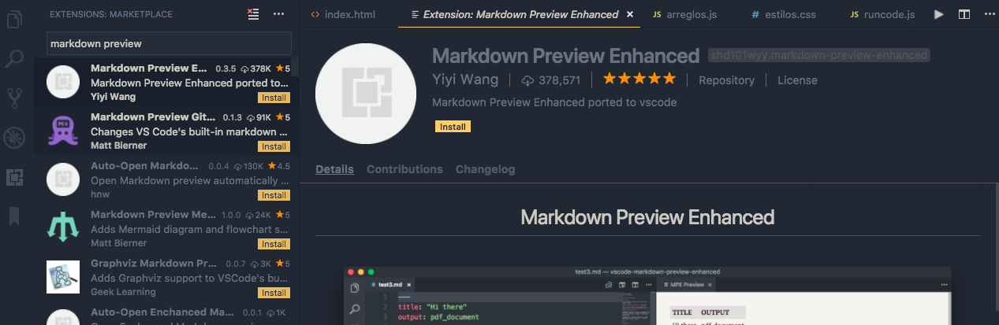 EXTENSIONS: MARKETPLACE
markdown preview
Markdown Preview E... 0.3.5 378K ★5
Markdown Preview Enhanced ported to...
Yiyi Wang Install
Markdown Preview Git... 0.1.3 91K ★5
Changes VS Code's built-in markdown ...
Matt Bierner Install
Auto-Open Markdo... 0.0.4 130K ★4.5
Open Markdown preview automatically ...
hnw Install
Markdown Preview Me... 1.0.0 24K ★5
Adds Mermaid diagram and flowchart s...
Matt Bierner Install
Graphviz Markdown Pr... 0.0.7 3K ★5
Adds Graphviz support to VSCode's bu...
Geek Learning Install
Auto-Open Enchanced Ma... 0.0.1 1K
index.html Extension: Markdown Preview Enhanced × JS arreglos.js # estilos.css JS runcode.js
Markdown Preview Enhanced shd101wyy.markdown-preview-enhanced
Yiyi Wang 378,571 ★★★★★ Repository License
Markdown Preview Enhanced ported to vscode
Install
Details Contributions Changelog
Markdown Preview Enhanced
test3.md — vscode-markdown-preview-enhanced
test3.md × MPE Preview ×
1 ---
2 title: "Hi there"
3 output: pdf_document
TITLE OUTPUT